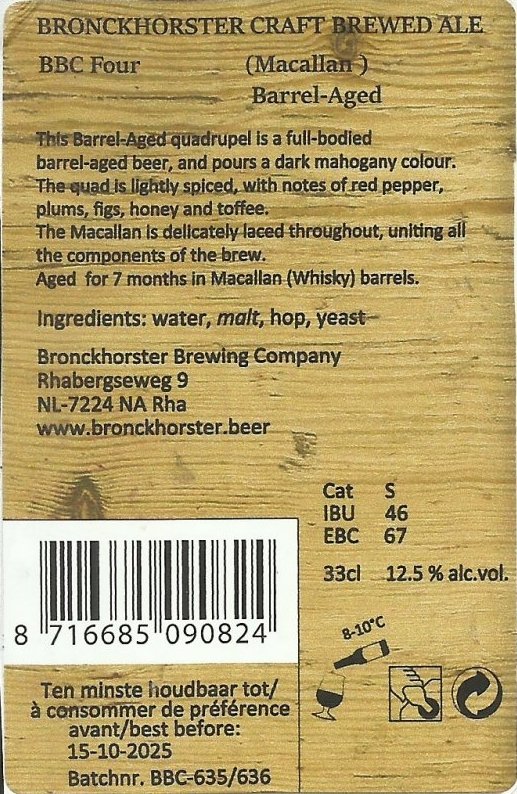 BRONCKHORSTER CRAFT BREWED ALE
BBC Four (Macallan )
Barrel-Aged
This Barrel-Aged quadrupel is a full-bodied
barrel-aged beer, and pours a dark mahogany colour.
The quad is lightly spiced, with notes of red pepper,
plums, figs, honey and toffee.
The Macallan is delicately laced throughout, uniting all
the components of the brew.
Aged for 7 months in Macallan (Whisky) barrels.
Ingredients: water, malt, hop, yeast
Bronckhorster Brewing Company
Rhabergseweg 9
NL-7224 NA Rha
www.bronckhorster.beer
Cat S
IBU 46
EBC 67
33cl 12.5 % alc.vol.
8 716685 090824
8-10°C
Ten minste houdbaar tot/
à consommer de préférence
avant/best before:
15-10-2025
Batchnr. BBC-635/636